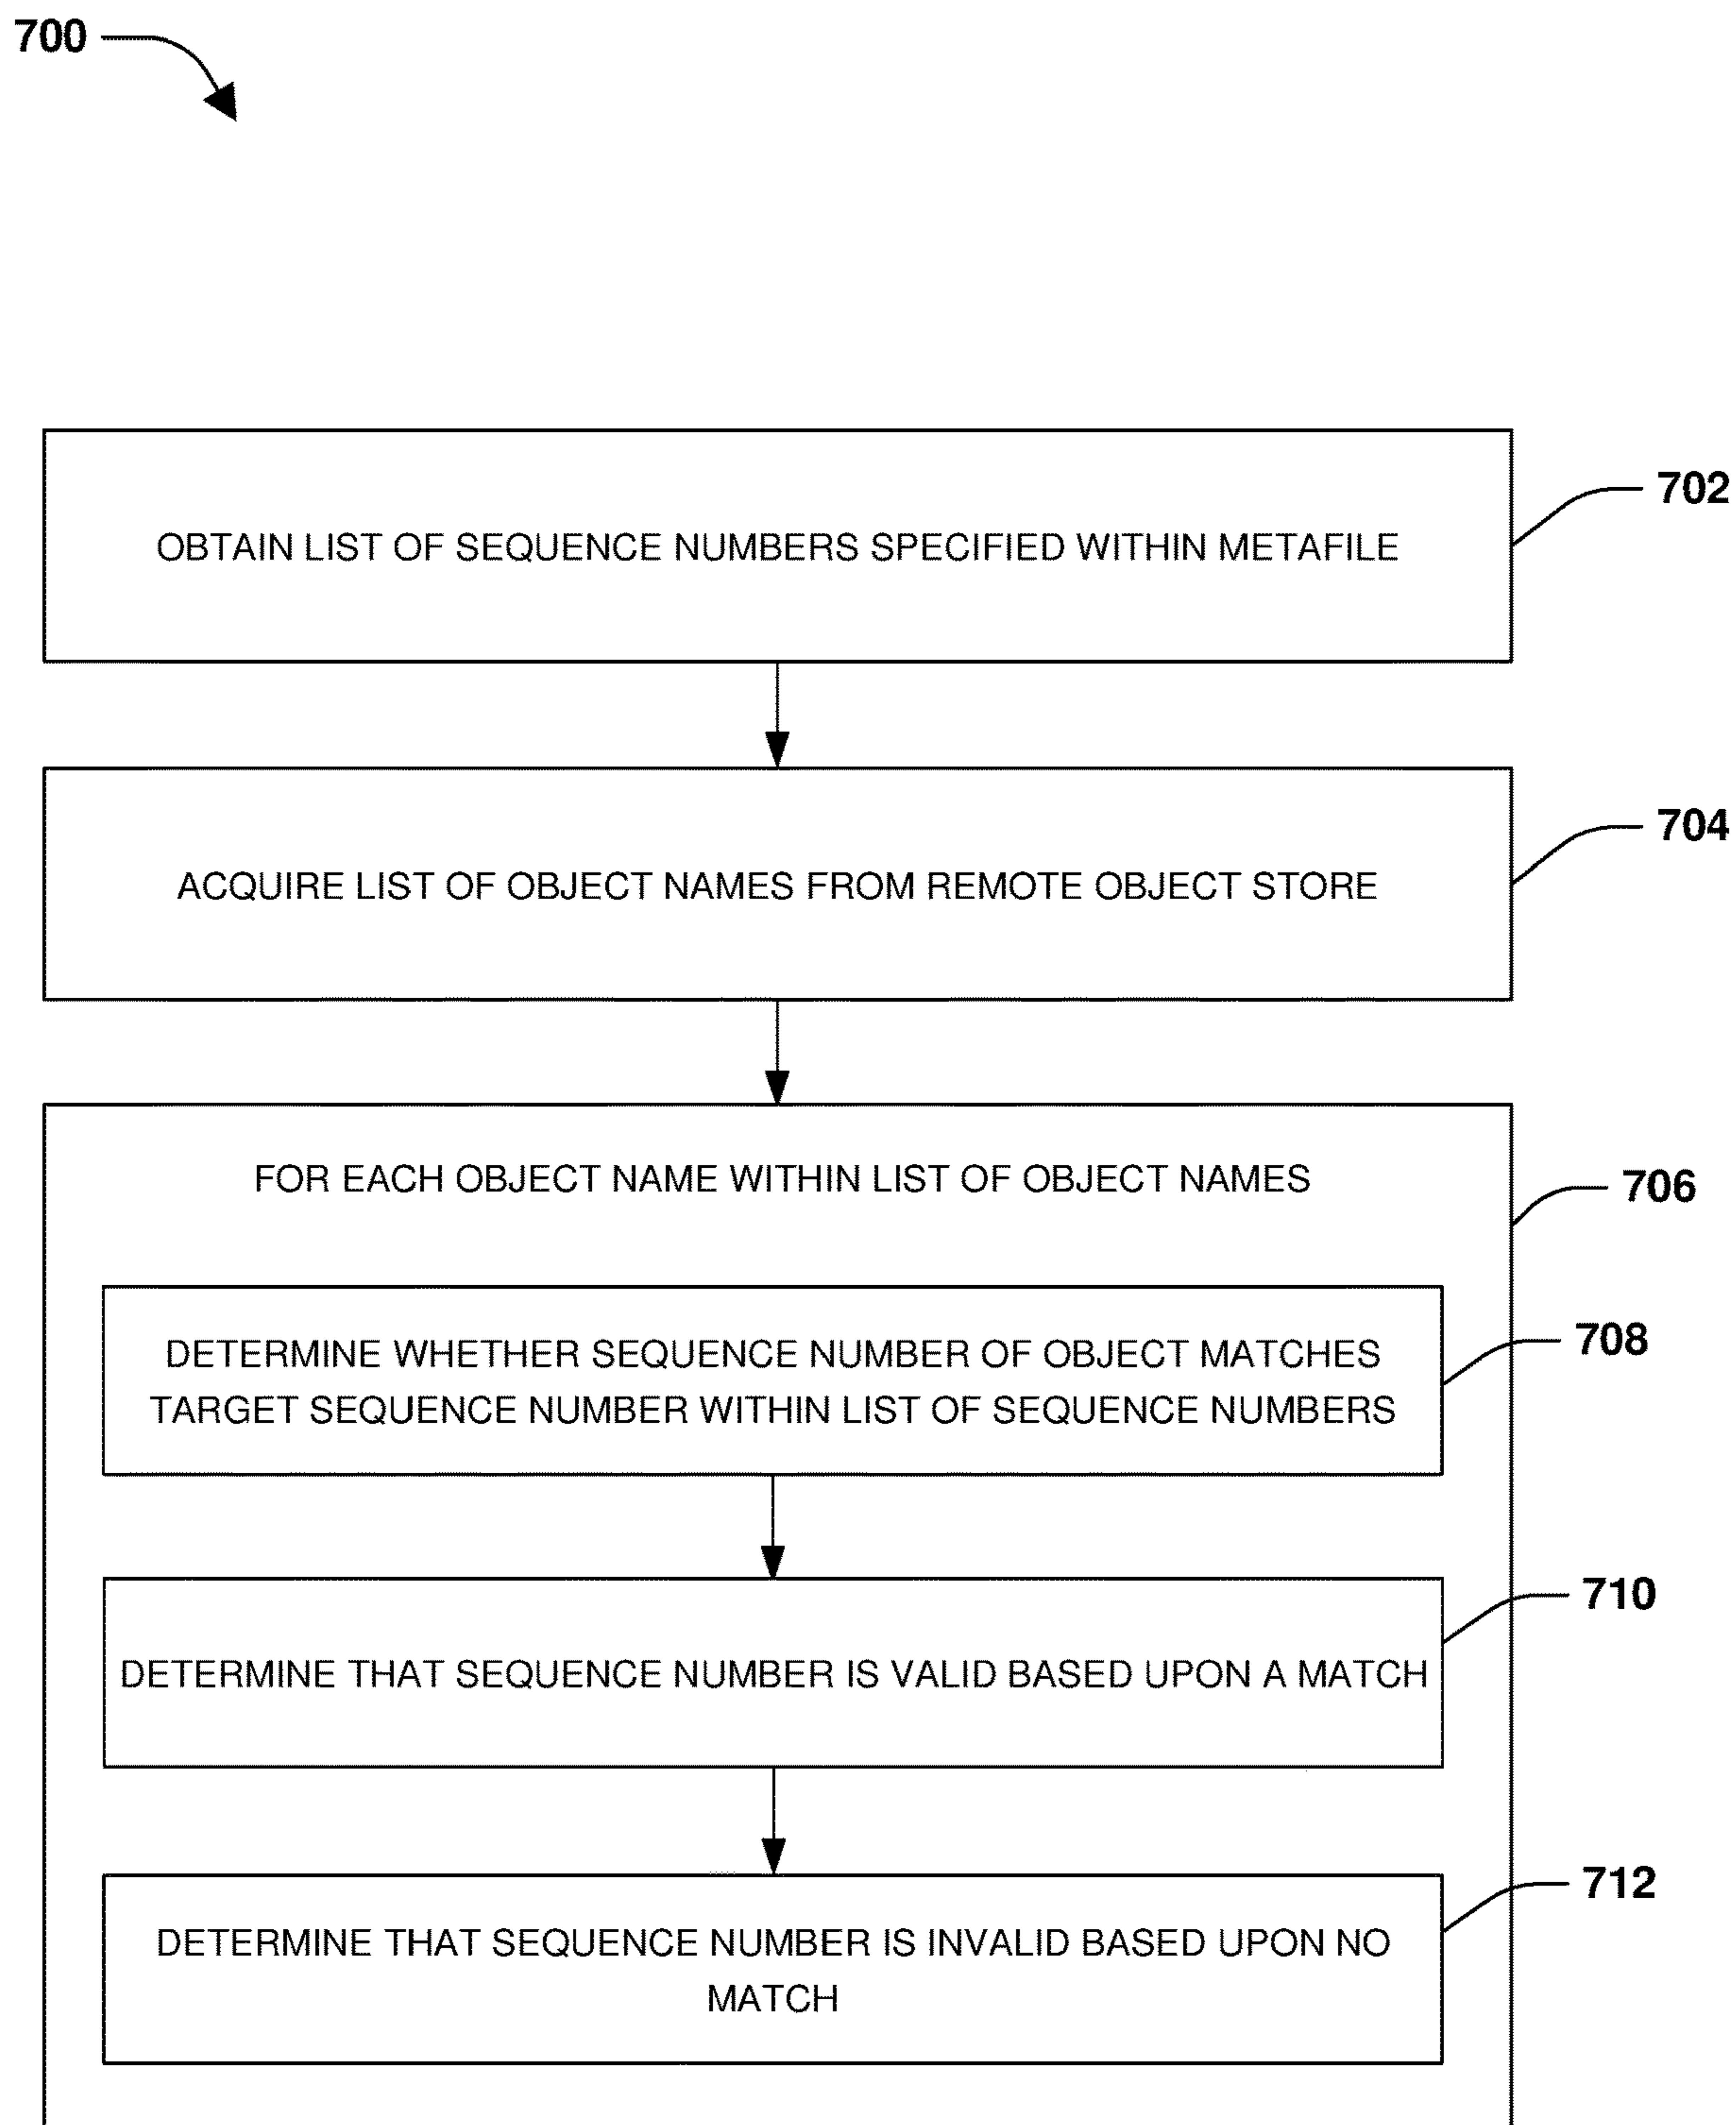 700
OBTAIN LIST OF SEQUENCE NUMBERS SPECIFIED WITHIN METAFILE
702
ACQUIRE LIST OF OBJECT NAMES FROM REMOTE OBJECT STORE
704
FOR EACH OBJECT NAME WITHIN LIST OF OBJECT NAMES
706
DETERMINE WHETHER SEQUENCE NUMBER OF OBJECT MATCHES
TARGET SEQUENCE NUMBER WITHIN LIST OF SEQUENCE NUMBERS
708
DETERMINE THAT SEQUENCE NUMBER IS VALID BASED UPON A MATCH
710
DETERMINE THAT SEQUENCE NUMBER IS INVALID BASED UPON NO
MATCH
712